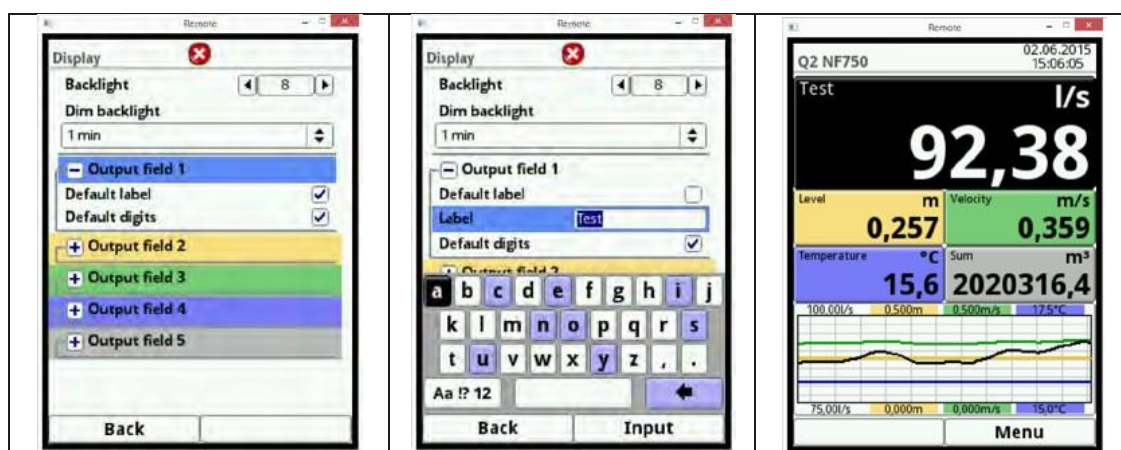 Remote
Display
Backlight
8
Dim backlight
1 min
Output field 1
Default label
Default digits
Output field 2
Output field 3
Output field 4
Output field 5
Back
Remote
Display
Backlight
8
Dim backlight
1 min
Output field 1
Default label
Label Test
Default digits
Output field 2
a b c d e f g h i j
k l m n o p q r s
t u v w x y z , .
Aa !? 12
Back Input
Remote
Q2 NF750
02.06.2015
15:06:05
Test l/s
92,38
Level m
0,257
Velocity m/s
0,359
Temperature °C
15,6
Sum m³
2020316,4
100,00l/s 0,500m 0,500m/s 17,5°C
75,00l/s 0,000m 0,000m/s 15,0°C
Menu